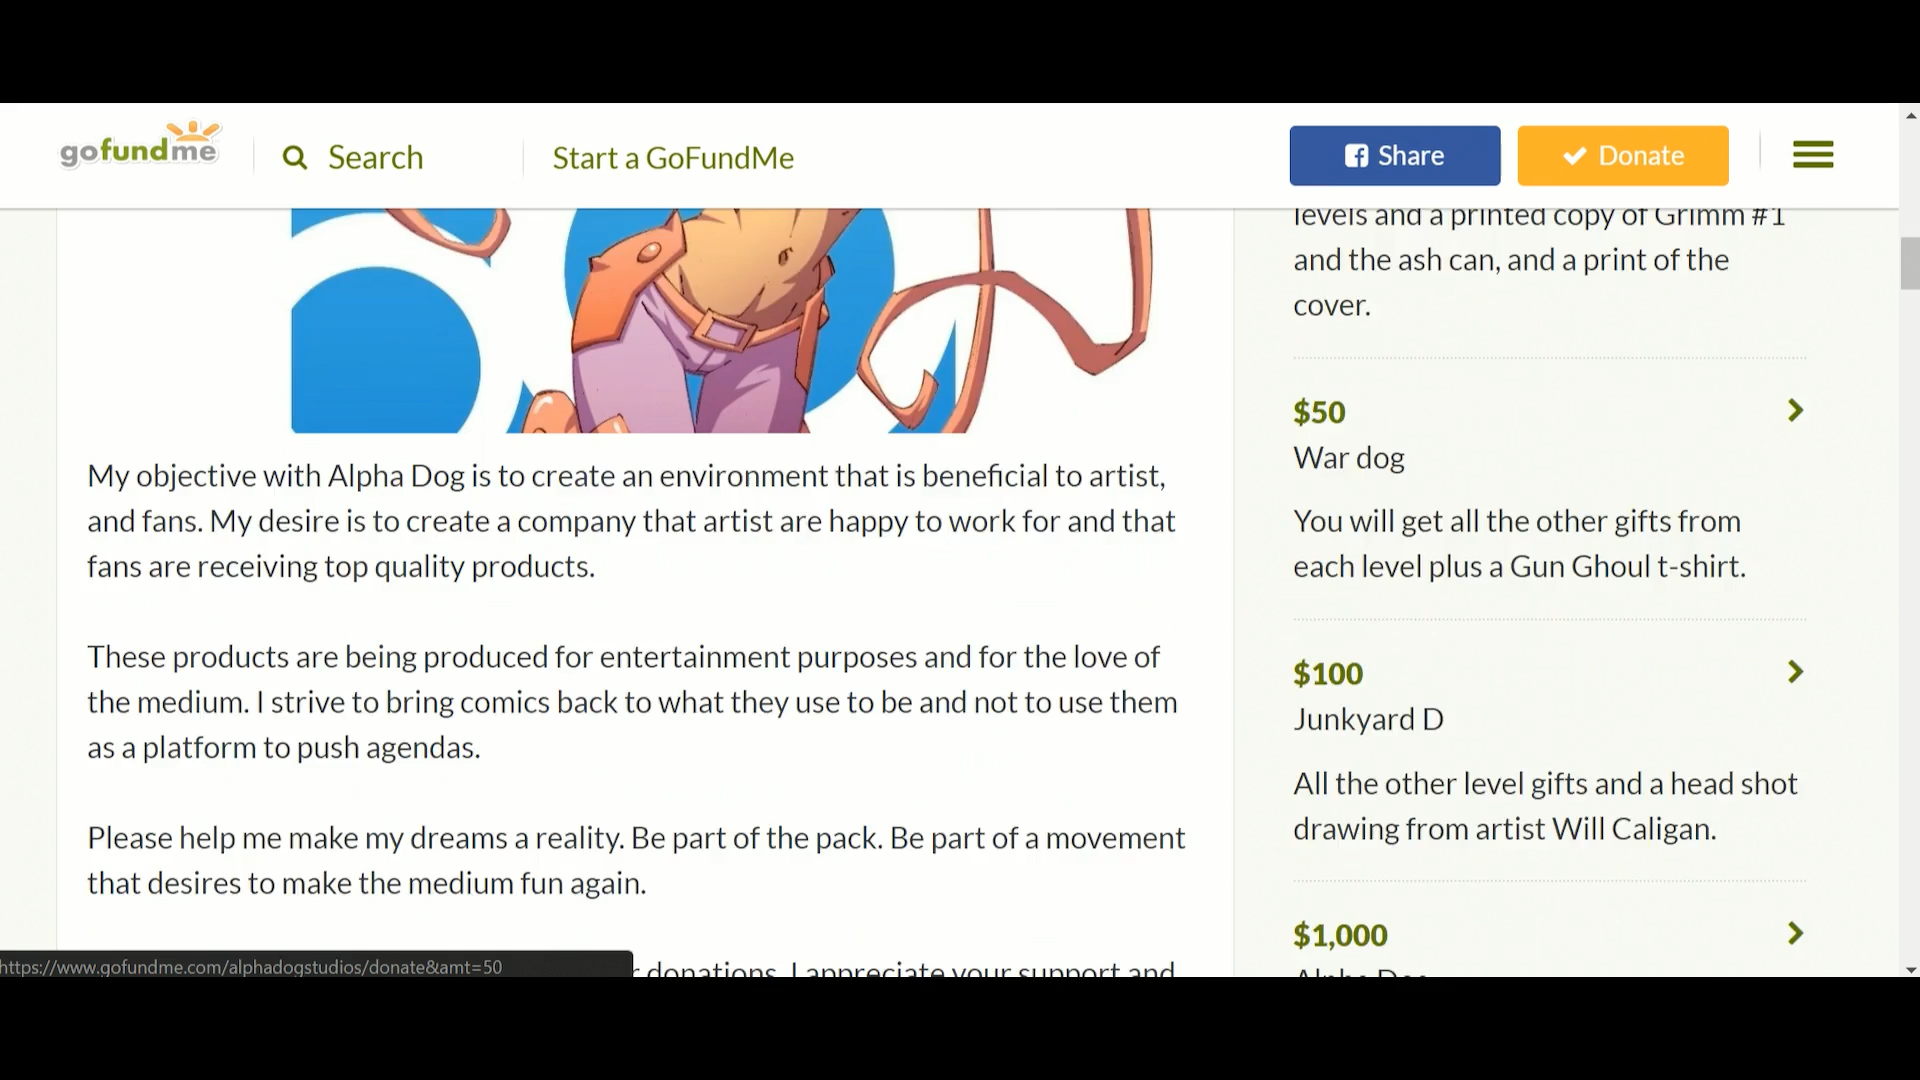 gofundme
Search
Start a GoFundMe
Share
Donate
My objective with Alpha Dog is to create an environment that is beneficial to artist,
and fans. My desire is to create a company that artist are happy to work for and that
fans are receiving top quality products.
These products are being produced for entertainment purposes and for the love of
the medium. I strive to bring comics back to what they use to be and not to use them
as a platform to push agendas.
Please help me make my dreams a reality. Be part of the pack. Be part of a movement
that desires to make the medium fun again.
donations. I appreciate your support and
levels and a printed copy of Grimm #1
and the ash can, and a print of the
cover.
$50
War dog
You will get all the other gifts from
each level plus a Gun Ghoul t-shirt.
$100
Junkyard D
All the other level gifts and a head shot
drawing from artist Will Caligan.
$1,000
Alpha Dog
https://www.gofundme.com/alphadogstudios/donate&amt=50